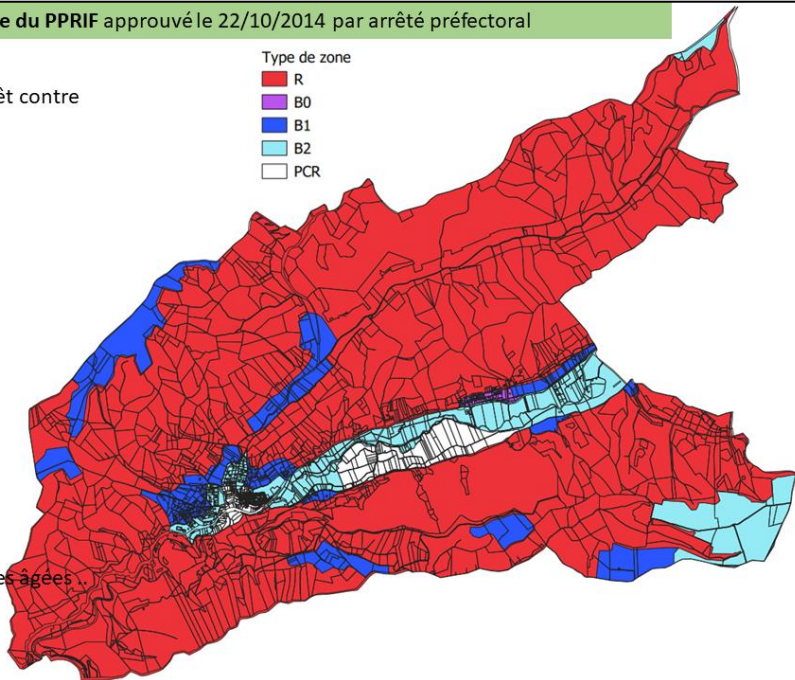 e du PPRIF approuvé le 22/10/2014 par arrêté préfectoral
Type de zone
R
êt contre
B0
B1
B2
PCR
es âgées ..